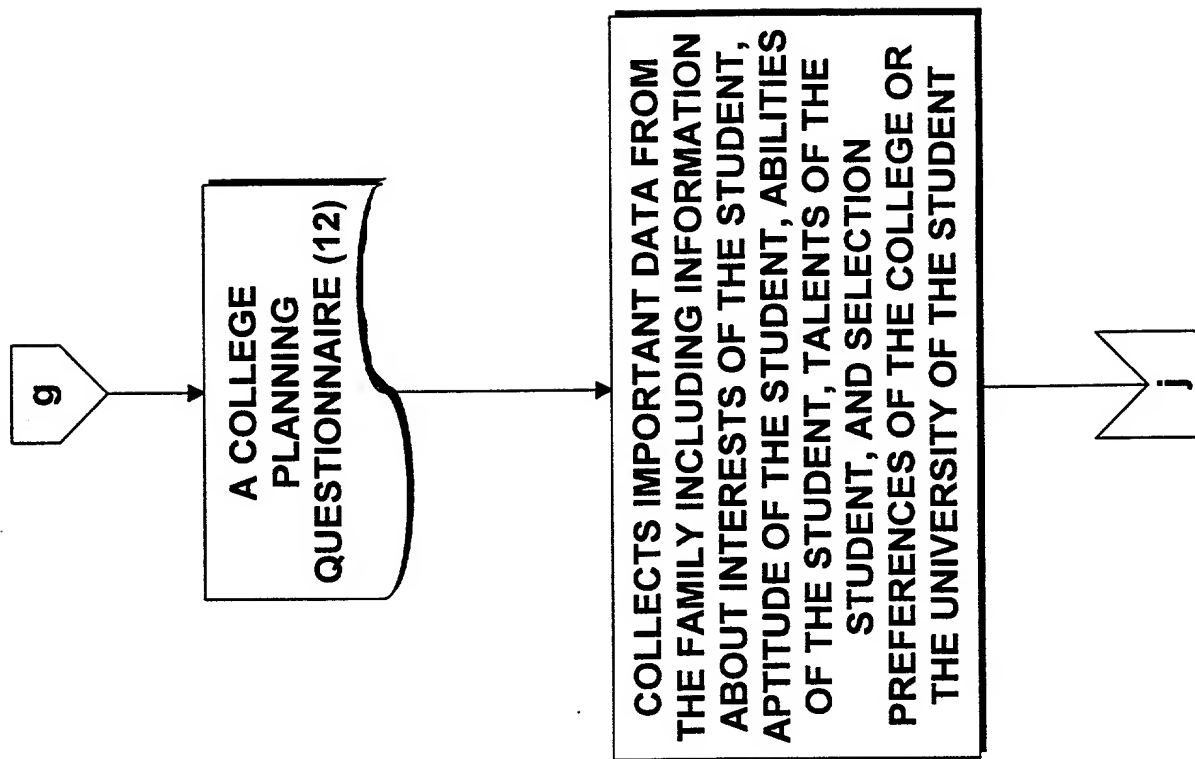 g
A COLLEGE
PLANNING
QUESTIONNAIRE (12)
COLLECTS IMPORTANT DATA FROM
THE FAMILY INCLUDING INFORMATION
ABOUT INTERESTS OF THE STUDENT,
APTITUDE OF THE STUDENT, ABILITIES
OF THE STUDENT, TALENTS OF THE
STUDENT, AND SELECTION
PREFERENCES OF THE COLLEGE OR
THE UNIVERSITY OF THE STUDENT
j